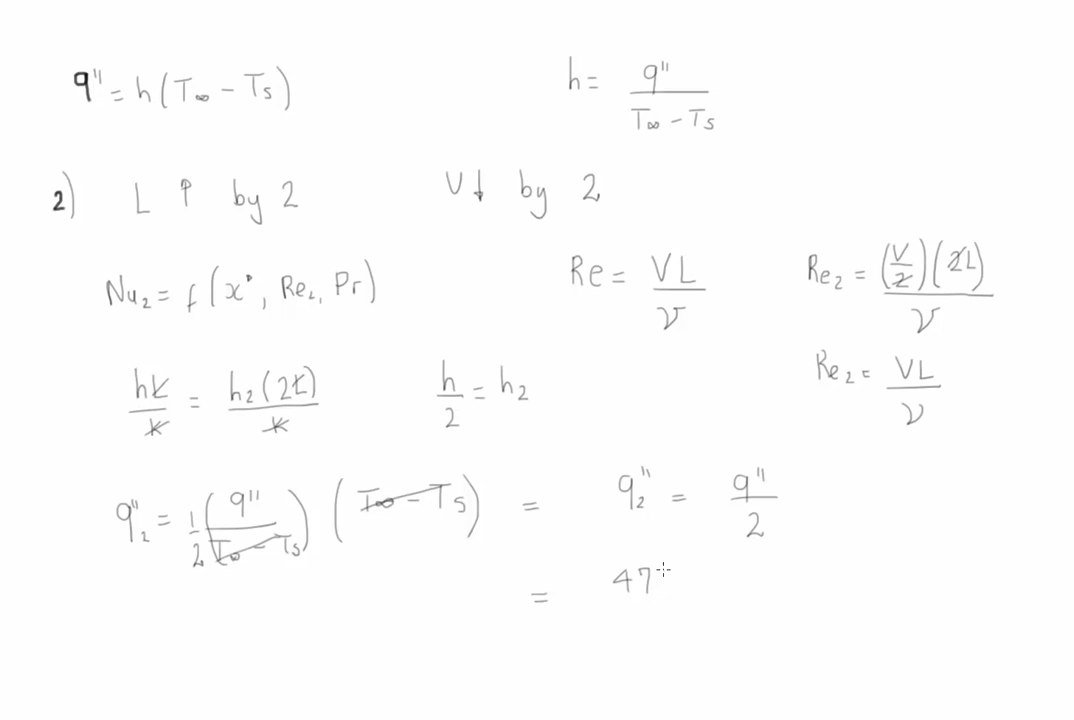 q" = h (T∞ - Ts)    h = q" / (T∞ - Ts)
2) L ↑ by 2    V↓ by 2
Nu₂ = f (x*, Re₂, Pr)    Re = VL / ν    Re₂ = (V/2)(2L) / ν
hL / k = h₂ (2L) / k    h / 2 = h₂    Re₂ = VL / ν
q"₂ = 1/2 (q" / (T∞ - Ts)) (T∞ - Ts) =    q₂" = q" / 2
= 47